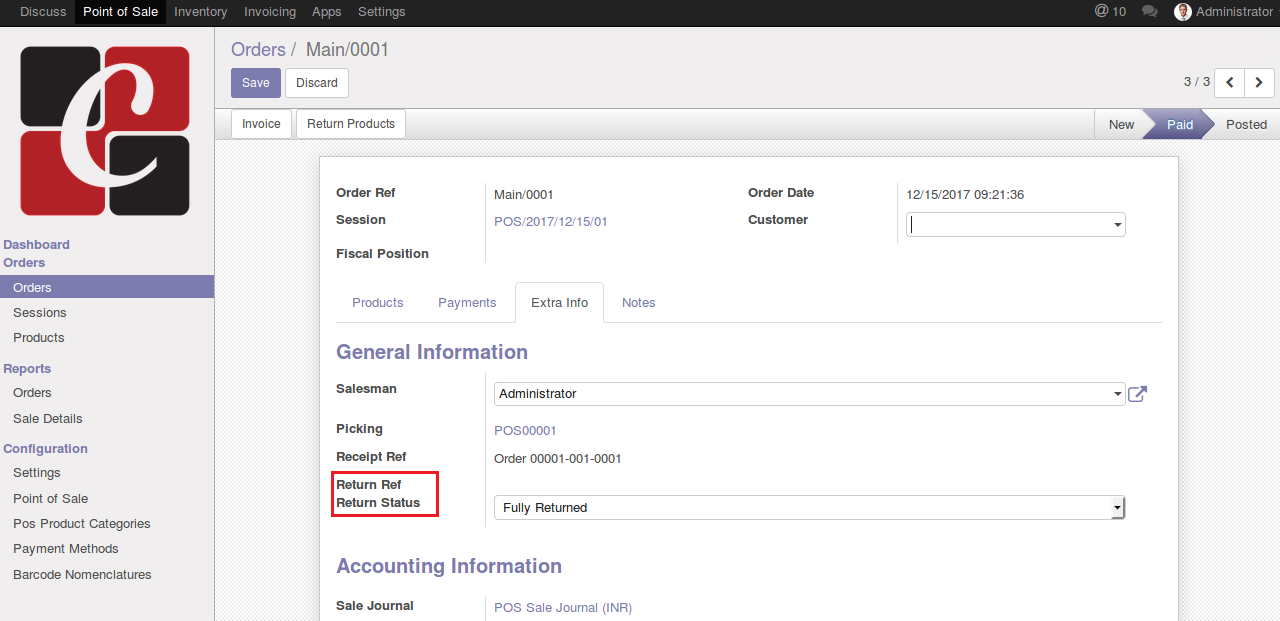 Discuss Point of Sale Inventory Invoicing Apps Settings @ 10 Administrator
Orders / Main/0001
Save Discard 3 / 3
Invoice Return Products New Paid Posted
C
Dashboard
Orders
Orders
Sessions
Products
Reports
Orders
Sale Details
Configuration
Settings
Point of Sale
Pos Product Categories
Payment Methods
Barcode Nomenclatures
Order Ref Main/0001 Order Date 12/15/2017 09:21:36
Session POS/2017/12/15/01 Customer
Fiscal Position
Products Payments Extra Info Notes
General Information
Salesman Administrator
Picking POS00001
Receipt Ref Order 00001-001-0001
Return Ref
Return Status Fully Returned
Accounting Information
Sale Journal POS Sale Journal (INR)